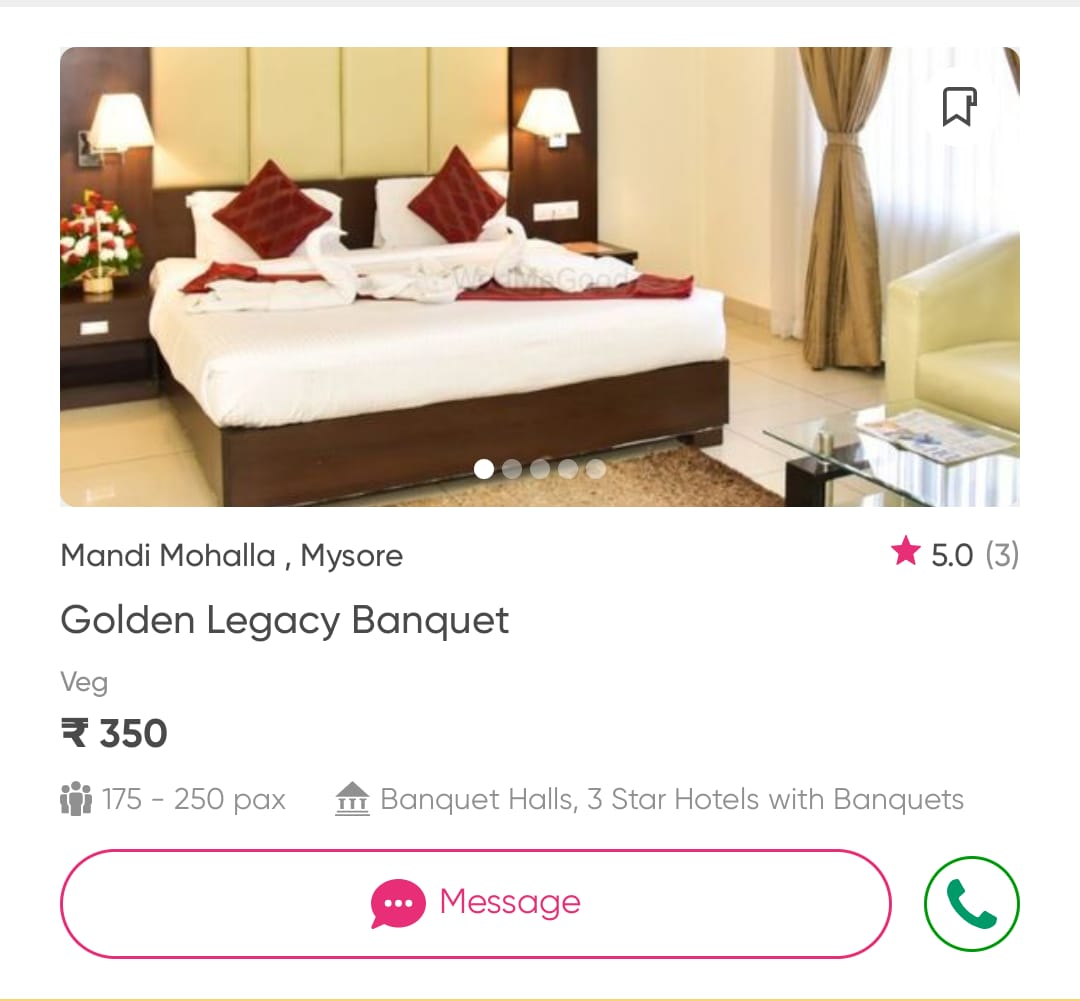 WedMeGood
Mandi Mohalla , Mysore
5.0 (3)
Golden Legacy Banquet
Veg
₹ 350
175 - 250 pax
Banquet Halls, 3 Star Hotels with Banquets
Message